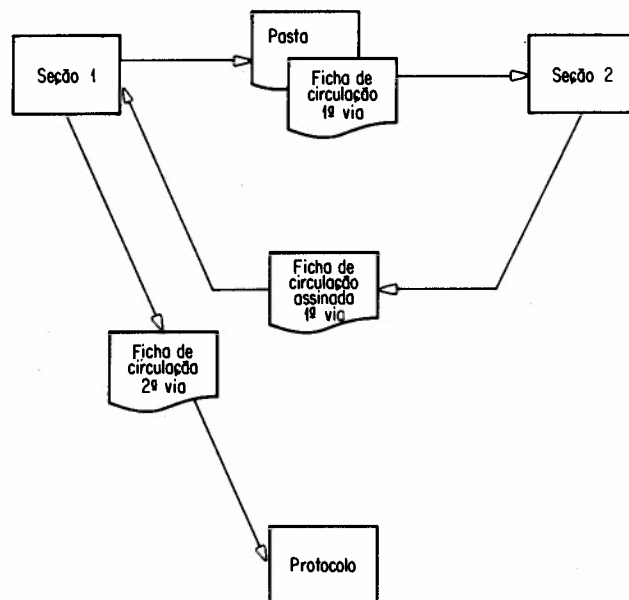 Pasta
Seção 1
Ficha de
circulação
1ª via
Seção 2
Ficha de
circulação
assinada
1ª via
Ficha de
circulação
2ª via
Protocolo